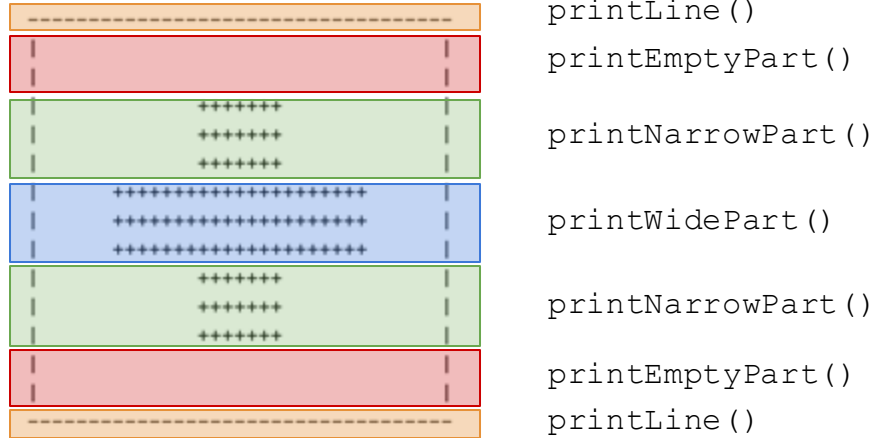 -----------------------------------  printLine()
|                                 |  printEmptyPart()
|                                 |
|             +++++++             |
|             +++++++             |  printNarrowPart()
|             +++++++             |
|      +++++++++++++++++++++      |
|      +++++++++++++++++++++      |  printWidePart()
|      +++++++++++++++++++++      |
|             +++++++             |
|             +++++++             |  printNarrowPart()
|             +++++++             |
|                                 |  printEmptyPart()
|                                 |
-----------------------------------  printLine()